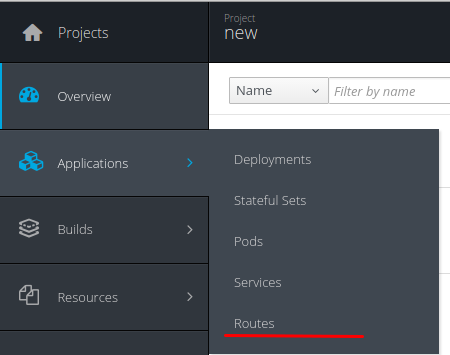 Projects
Project
new
Overview
Name
Filter by name
Applications
Deployments
Stateful Sets
Pods
Services
Routes
Builds
Resources